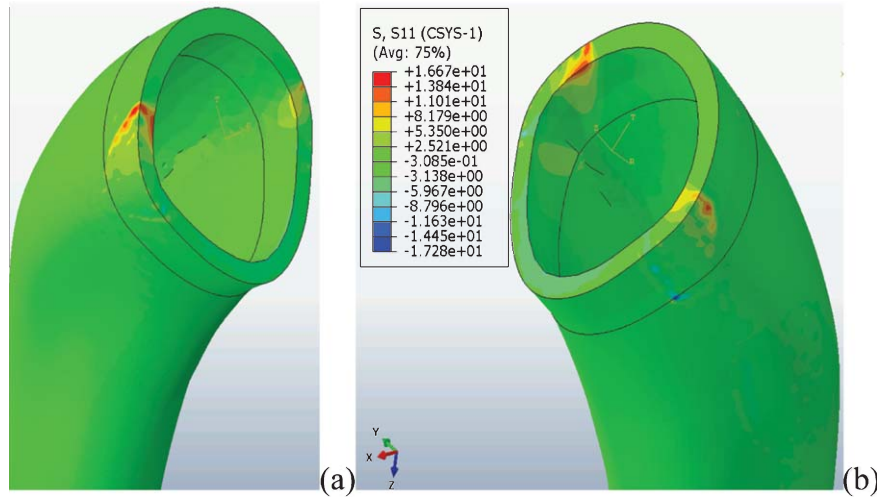 S, S11 (CSYS-1)
(Avg: 75%)
+1.667e+01
+1.384e+01
+1.101e+01
+8.179e+00
+5.350e+00
+2.521e+00
-3.085e-01
-3.138e+00
-5.967e+00
-8.796e+00
-1.163e+01
-1.445e+01
-1.728e+01
Y
X
Z
(a)
(b)